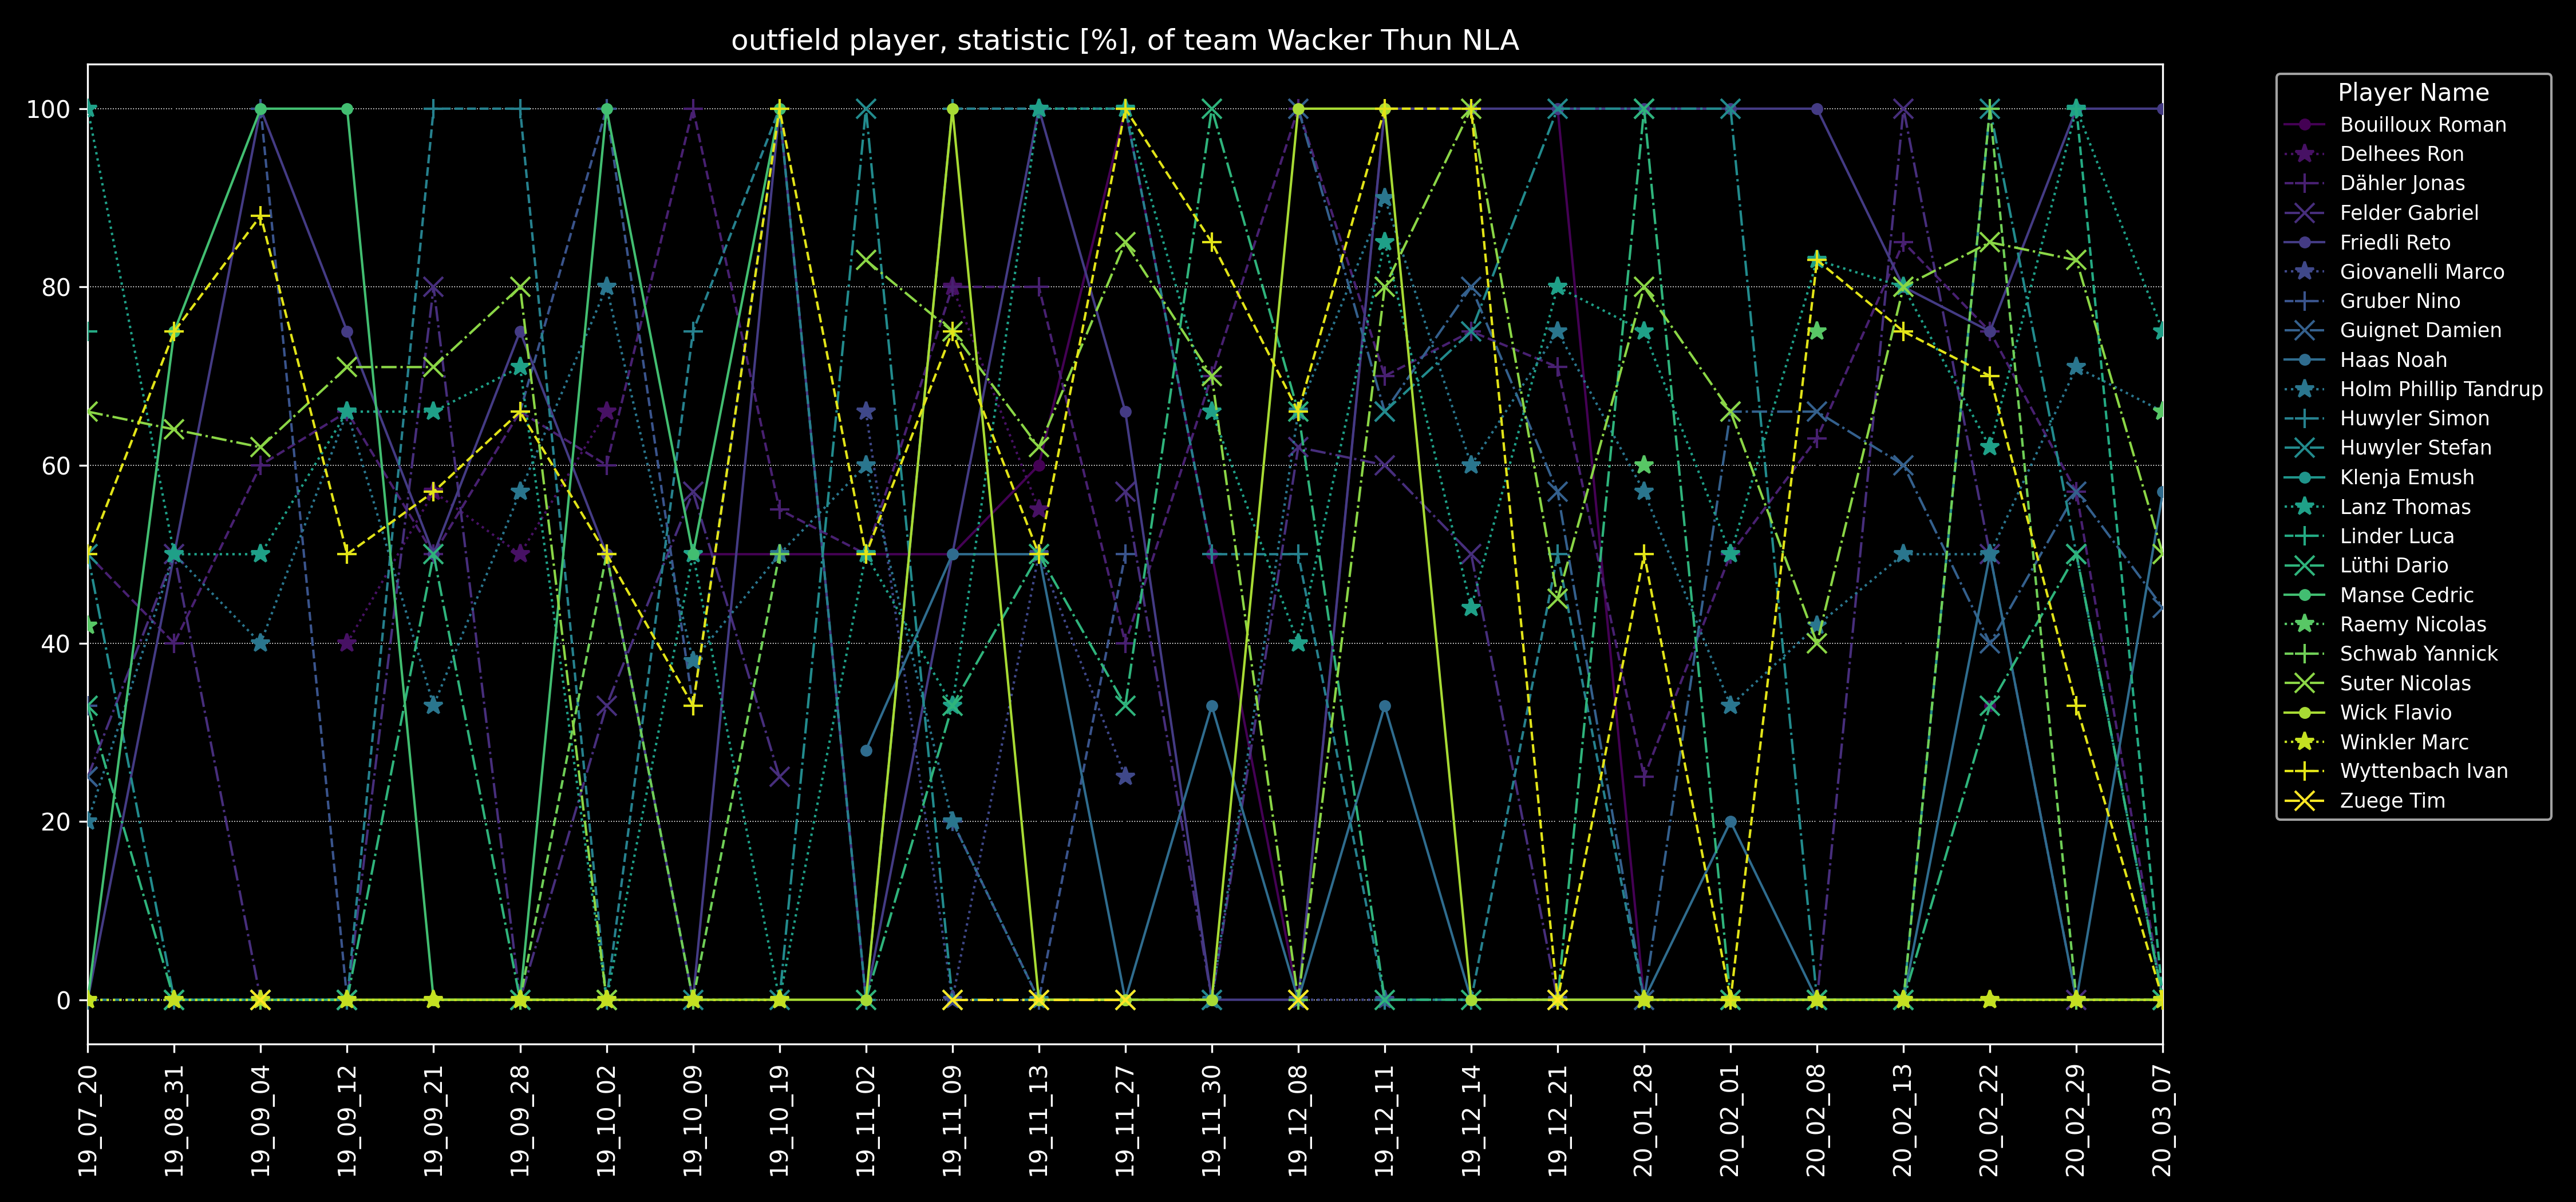 outfield player, statistic [%], of team Wacker Thun NLA
100
80
60
40
20
0
19_07_20
19_08_31
19_09_04
19_09_12
19_09_21
19_09_28
19_10_02
19_10_09
19_10_19
19_11_02
19_11_09
19_11_13
19_11_27
19_11_30
19_12_08
19_12_11
19_12_14
19_12_21
20_01_28
20_02_01
20_02_08
20_02_13
20_02_22
20_02_29
20_03_07
Player Name
Bouilloux Roman
Delhees Ron
Dähler Jonas
Felder Gabriel
Friedli Reto
Giovanelli Marco
Gruber Nino
Guignet Damien
Haas Noah
Holm Phillip Tandrup
Huwyler Simon
Huwyler Stefan
Klenja Emush
Lanz Thomas
Linder Luca
Lüthi Dario
Manse Cedric
Raemy Nicolas
Schwab Yannick
Suter Nicolas
Wick Flavio
Winkler Marc
Wyttenbach Ivan
Zuege Tim